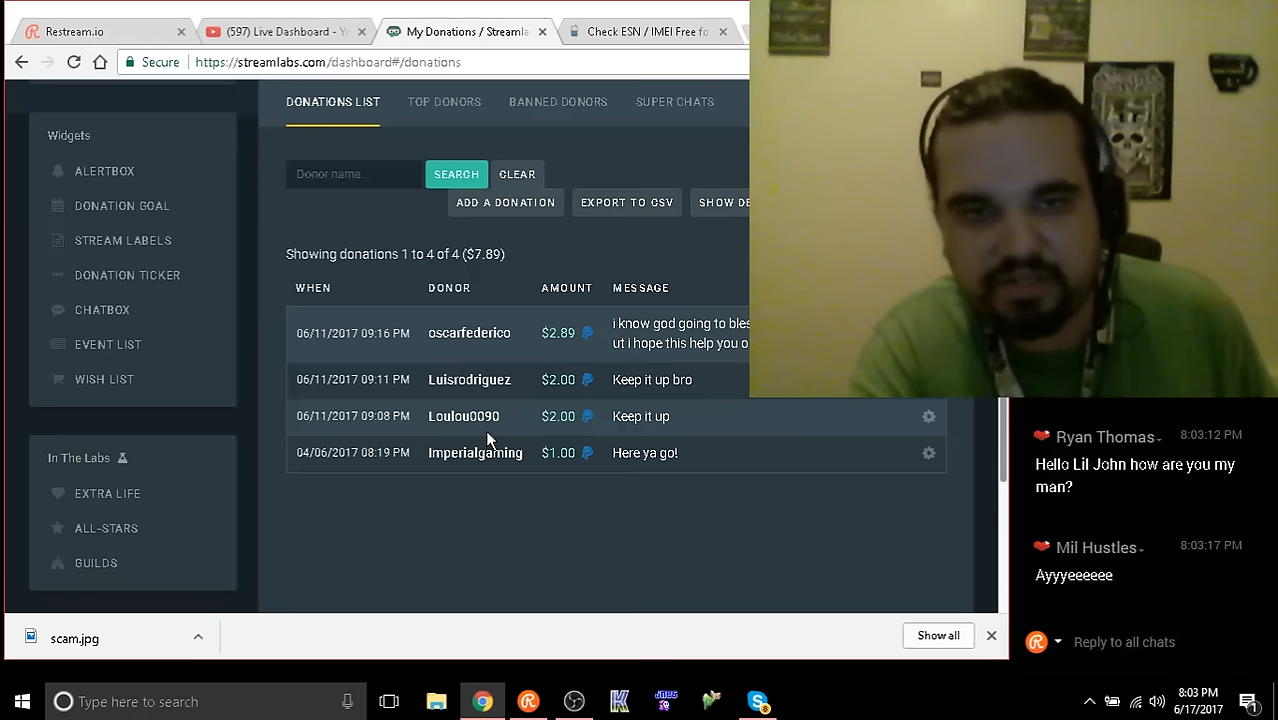 Restream.io
(597) Live Dashboard - Y
My Donations / Streamla
Check ESN / IMEI Free fo
Secure
https://streamlabs.com/dashboard#/donations
DONATIONS LIST
TOP DONORS
BANNED DONORS
SUPER CHATS
Widgets
ALERTBOX
DONATION GOAL
STREAM LABELS
DONATION TICKER
CHATBOX
EVENT LIST
WISH LIST
In The Labs
EXTRA LIFE
ALL-STARS
GUILDS
Donor name...
SEARCH
CLEAR
ADD A DONATION
EXPORT TO CSV
SHOW DE
Showing donations 1 to 4 of 4 ($7.89)
WHEN DONOR AMOUNT MESSAGE
06/11/2017 09:16 PM oscarfederico $2.89 i know god going to bles
ut i hope this help you o
06/11/2017 09:11 PM Luisrodriguez $2.00 Keep it up bro
06/11/2017 09:08 PM Loulou0090 $2.00 Keep it up
04/06/2017 08:19 PM Imperialgaming $1.00 Here ya go!
Ryan Thomas 8:03:12 PM
Hello Lil John how are you my
man?
Mil Hustles 8:03:17 PM
Ayyyeeeeee
Reply to all chats
scam.jpg
Show all
Type here to search
8:03 PM
6/17/2017